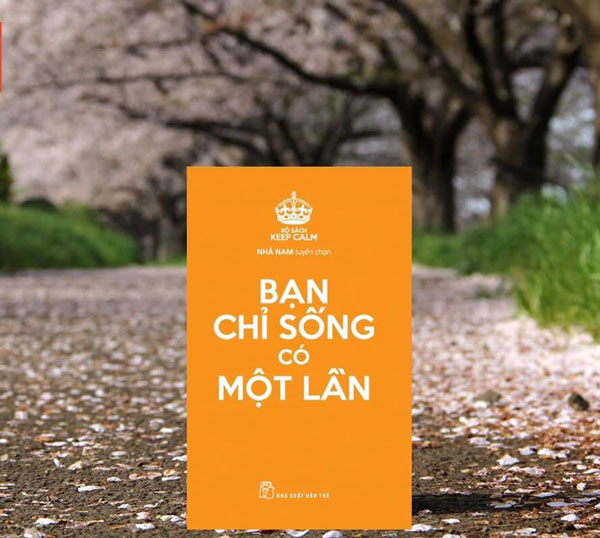 BỘ SÁCH
KEEP CALM
NHÃ NAM tuyển chọn
BẠN
CHỈ SỐNG
CÓ
MỘT LẦN
NHÀ XUẤT BẢN TRẺ